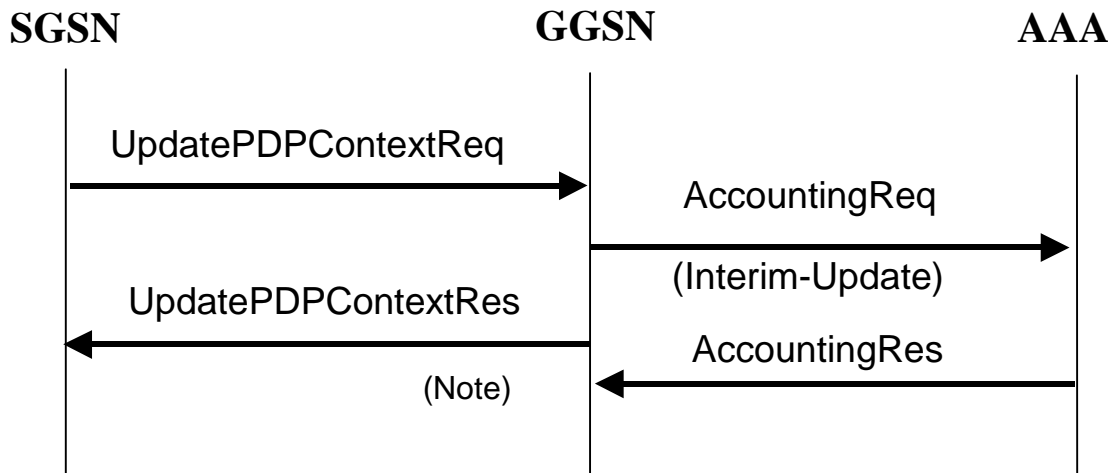 SGSN GGSN AAA
UpdatePDPContextReq
AccountingReq
(Interim-Update)
UpdatePDPContextRes
AccountingRes
(Note)